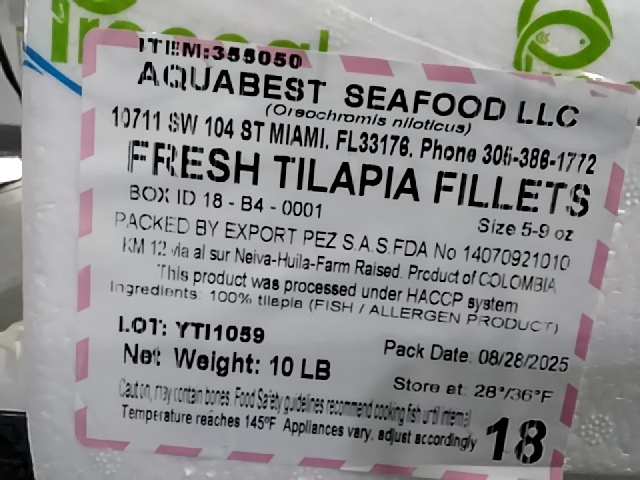 Tropical
ITEM:355050
AQUABEST SEAFOOD LLC
(Oreochromis niloticus)
10711 SW 104 ST MIAMI. FL33176. Phone 305-386-1772
FRESH TILAPIA FILLETS
BOX ID 18 - B4 - 0001
Size 5-9 oz
PACKED BY EXPORT PEZ S.A.S.FDA No 14070921010
KM 12 via al sur Neiva-Huila-Farm Raised. Product of COLOMBIA
This product was processed under HACCP system
Ingredients: 100% tilapia (FISH / ALLERGEN PRODUCT)
LOT: YTI1059
Pack Date: 08/28/2025
Net Weight: 10 LB
Store at: 28°/36°F
Caution, may contain bones. Food Safety guidelines recommend cooking fish until internal
Temperature reaches 145°F Appliances vary, adjust accordingly
18